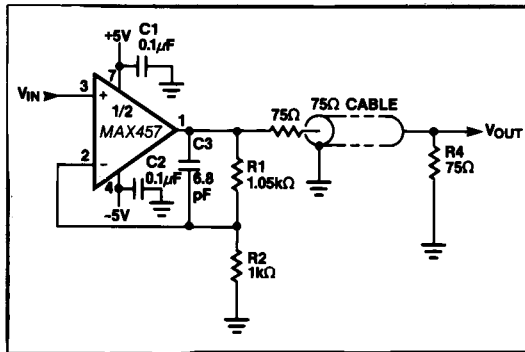 +5V
C1
0.1µF
7
3
VIN
+
1/2
MAX457
1
75Ω
75Ω CABLE
VOUT
C3
2
−
C2
0.1µF
6.8
pF
R1
1.05kΩ
R4
75Ω
4
–5V
R2
1kΩ